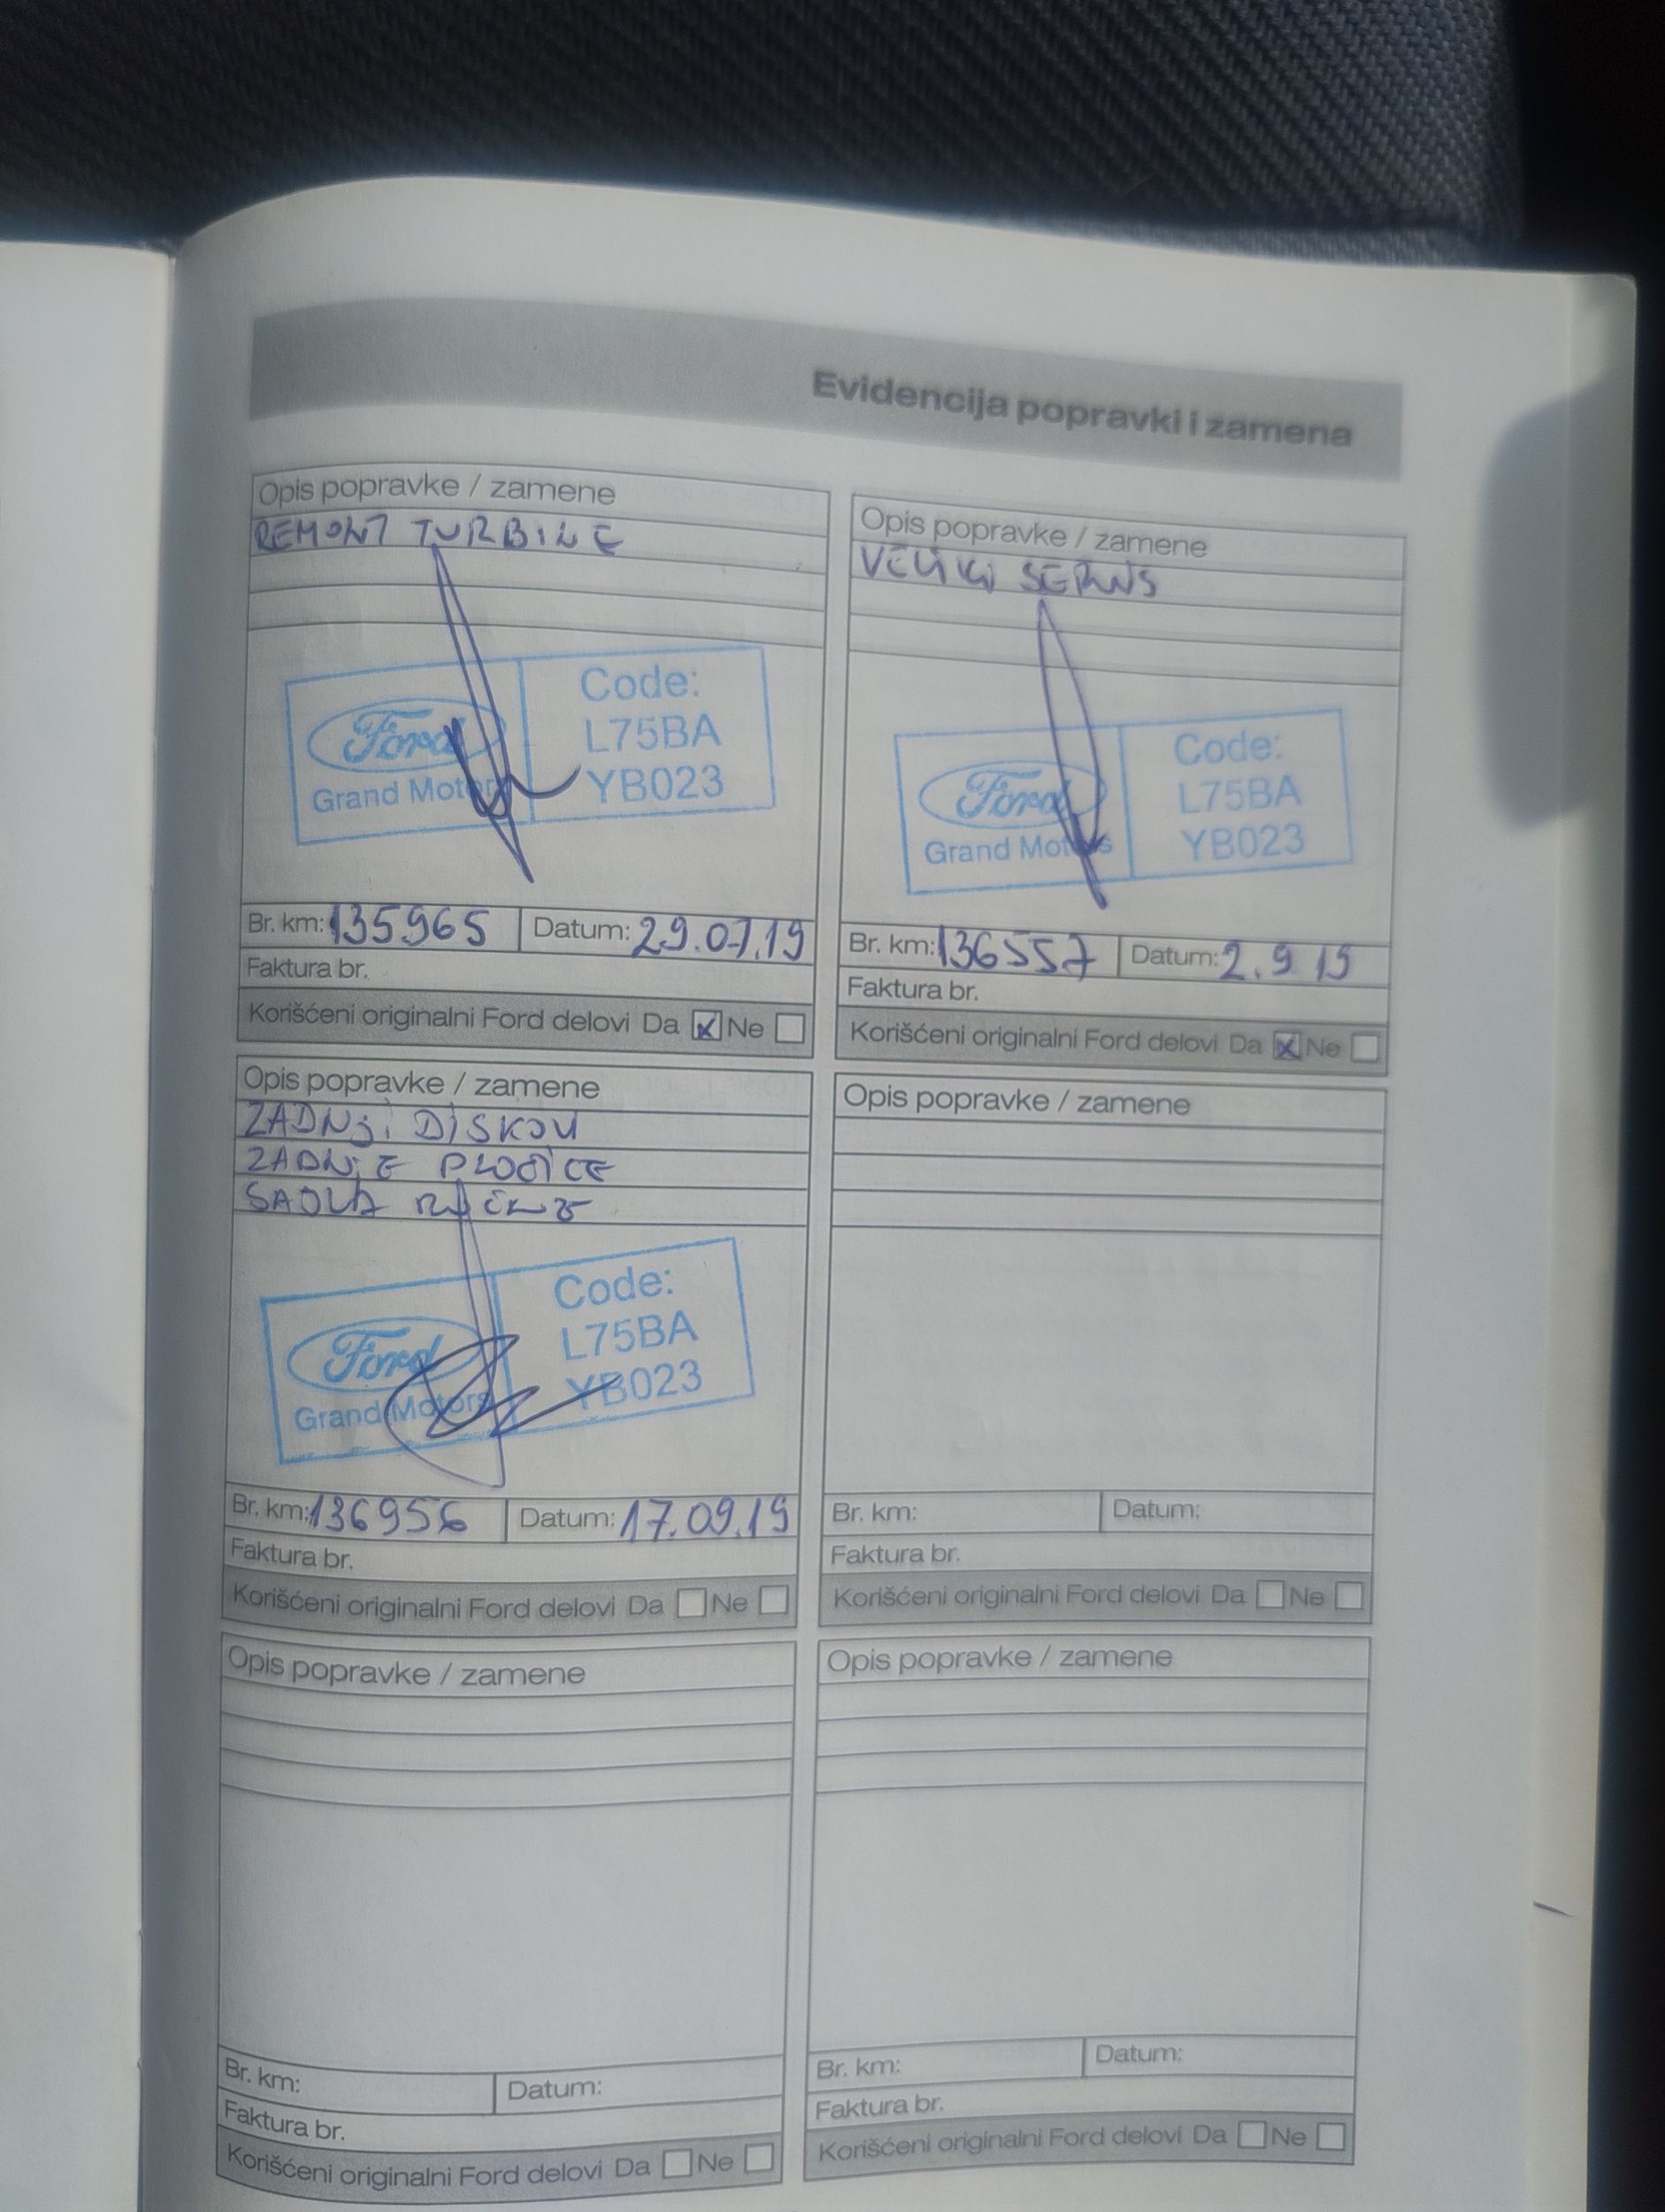 Evidencija popravki i zamena
Opis popravke / zamene
REMONT TURBINE
Ford
Grand Motors
Code:
L75BA
YB023
Br. km: 135965 Datum: 29.07.19
Faktura br.
Korišćeni originalni Ford delovi Da x Ne
Opis popravke / zamene
VELIKI SERVIS
Ford
Grand Motors
Code:
L75BA
YB023
Br. km: 136557 Datum: 2.9 19
Faktura br.
Korišćeni originalni Ford delovi Da x Ne
Opis popravke / zamene
ZADNJI DISKOVI
ZADNJE PLOČICE
SAJLA RUČNE
Ford
Grand Motors
Code:
L75BA
YB023
Br. km: 136956 Datum: 17.09.19
Faktura br.
Korišćeni originalni Ford delovi Da Ne
Opis popravke / zamene
Br. km: Datum:
Faktura br.
Korišćeni originalni Ford delovi Da Ne
Opis popravke / zamene
Br. km: Datum:
Faktura br.
Korišćeni originalni Ford delovi Da Ne
Opis popravke / zamene
Br. km: Datum:
Faktura br.
Korišćeni originalni Ford delovi Da Ne